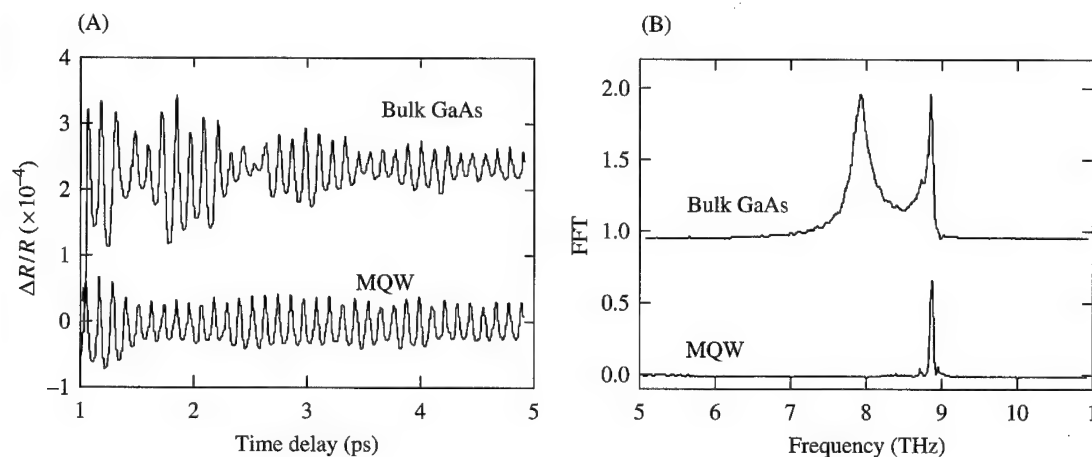 (A)
ΔR/R (×10⁻⁴)
4
3
2
1
0
−1
Bulk GaAs
MQW
1
2
3
4
5
Time delay (ps)
(B)
FFT
2.0
1.5
1.0
0.5
0.0
Bulk GaAs
MQW
5
6
7
8
9
10
Frequency (THz)